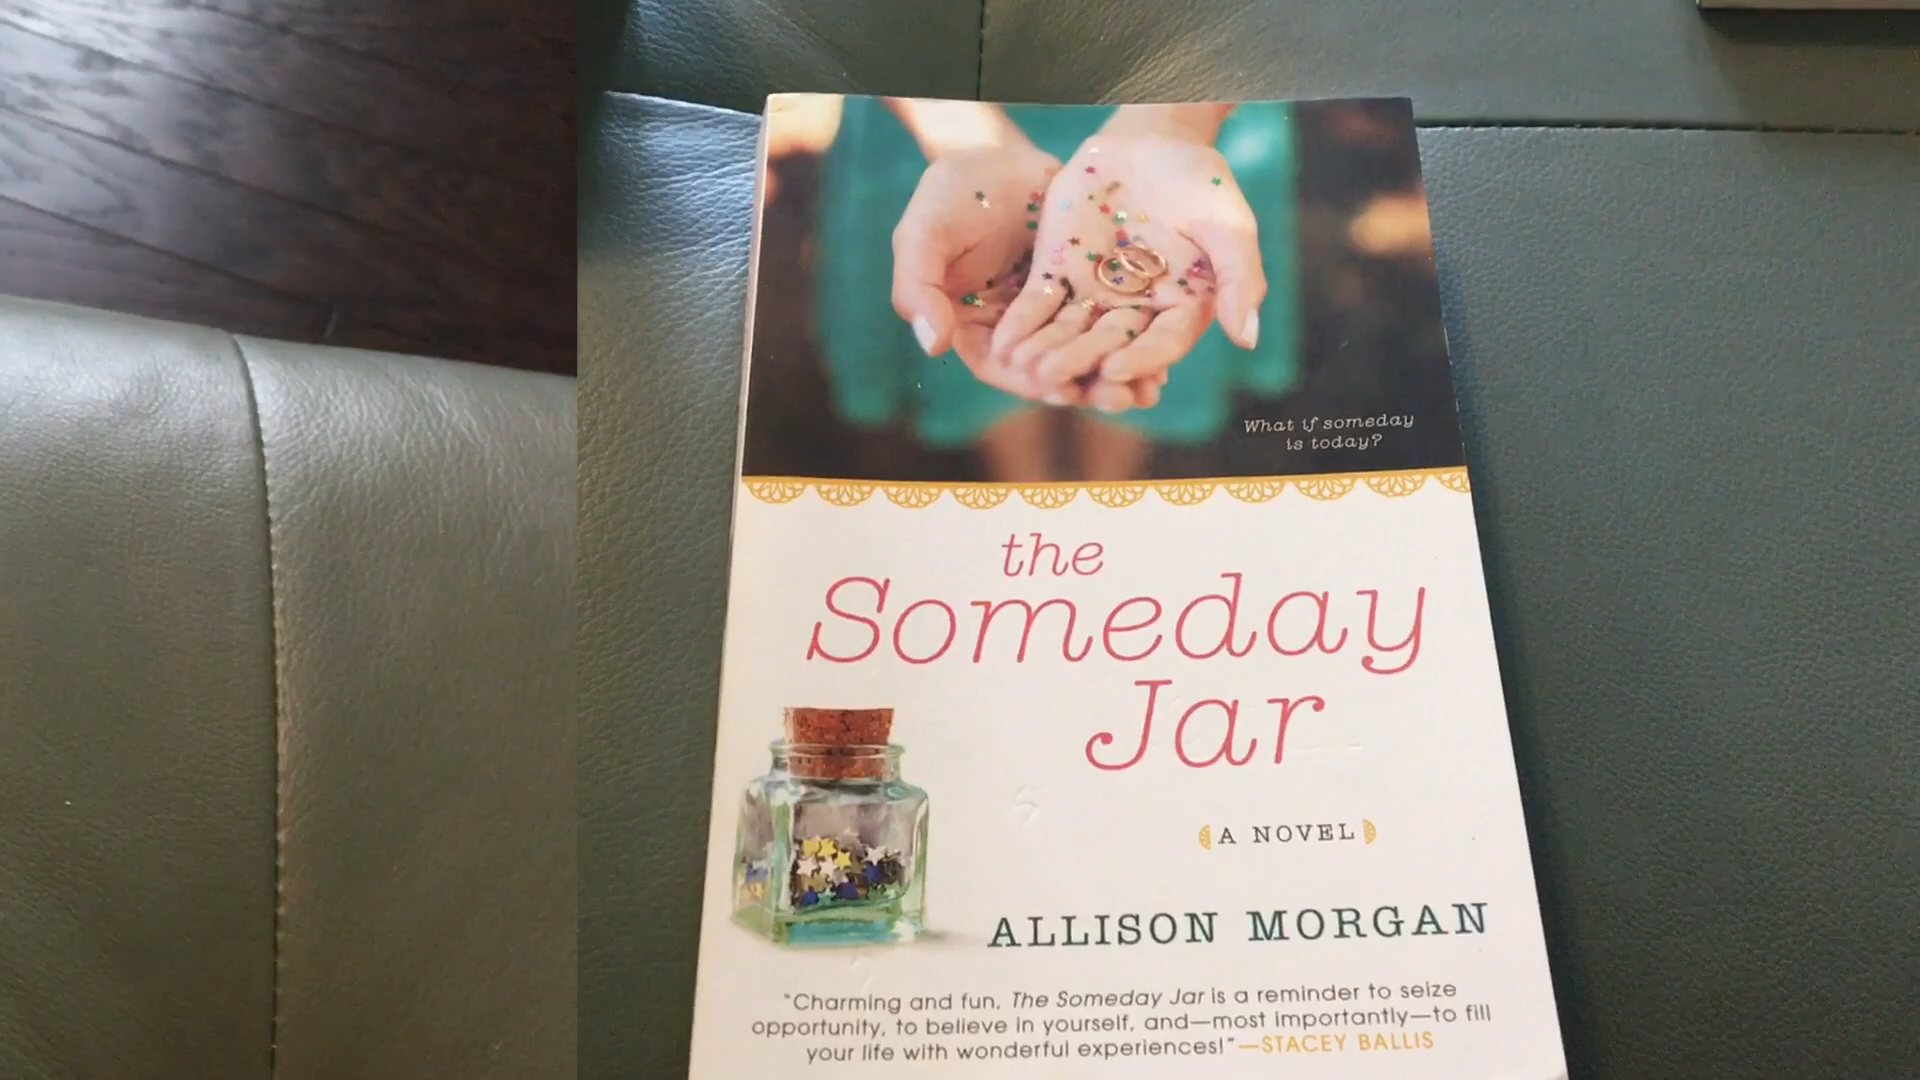 What if someday
is today?
the
Someday
Jar
A NOVEL
ALLISON MORGAN
"Charming and fun, The Someday Jar is a reminder to seize
opportunity, to believe in yourself, and—most importantly—to fill
your life with wonderful experiences!"—STACEY BALLIS